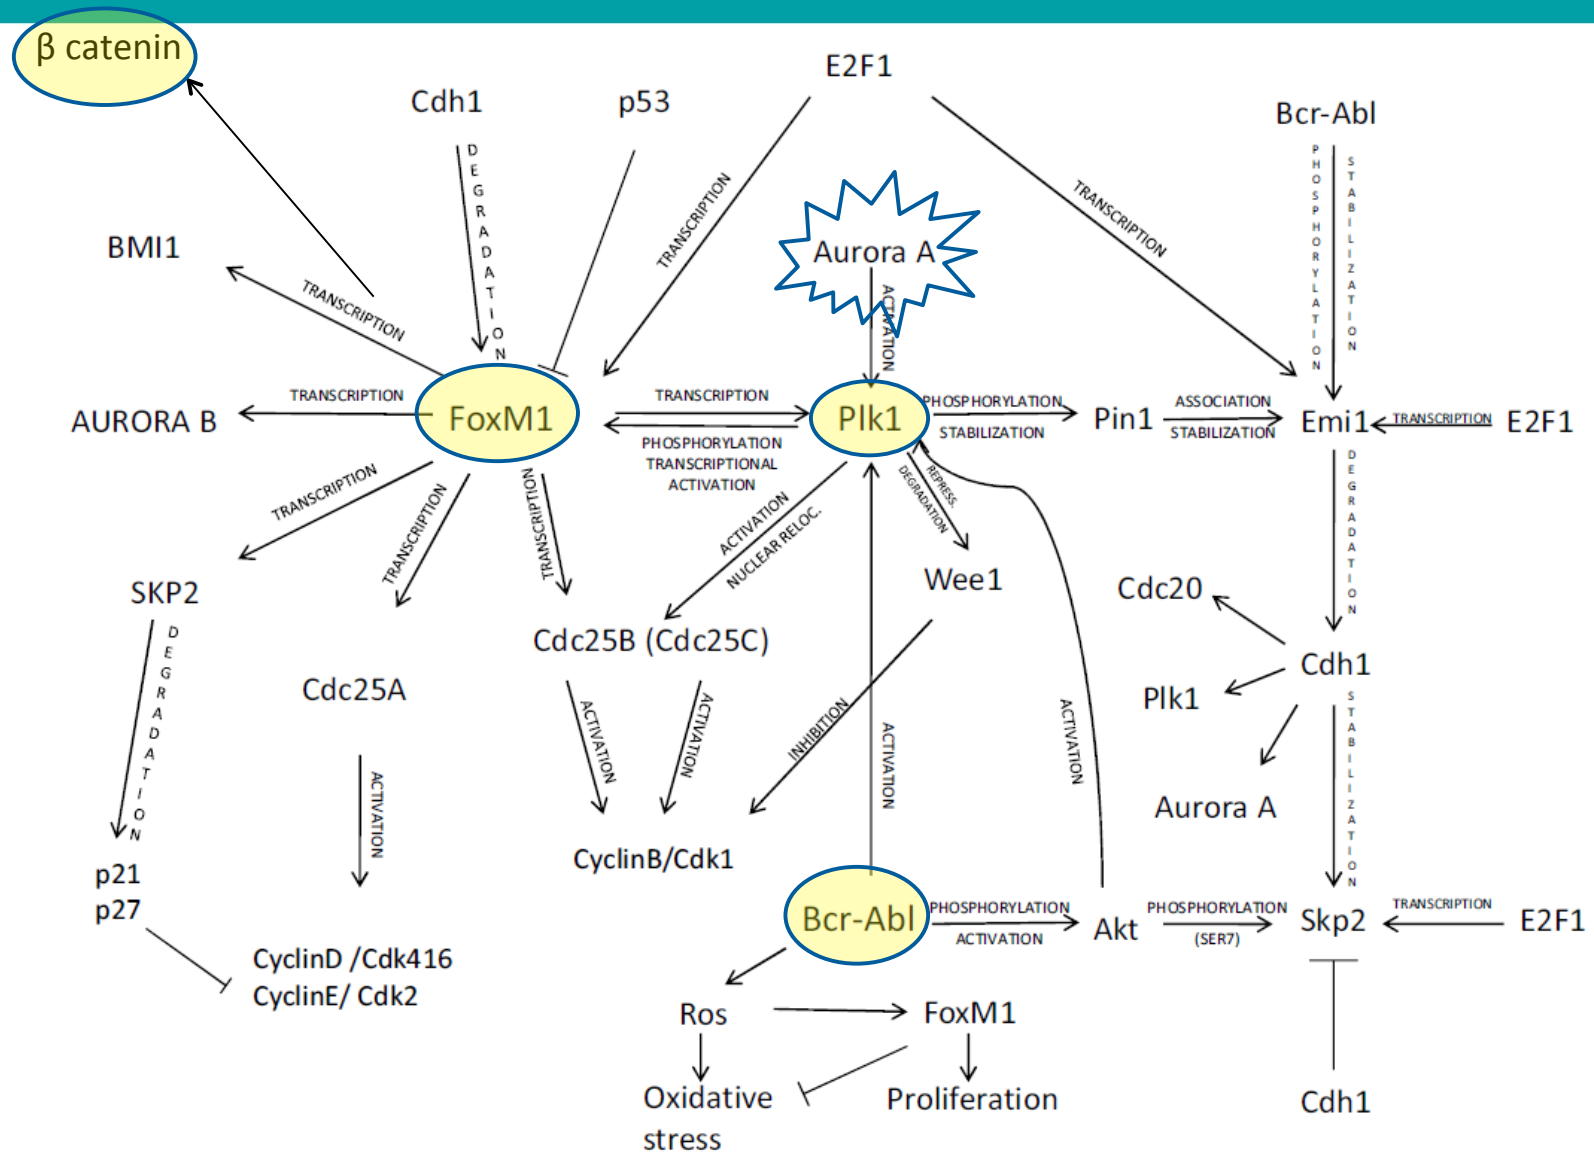 β catenin
E2F1
Cdh1
p53
Bcr-Abl
DEGRADATION
TRANSCRIPTION
TRANSCRIPTION
PHOSPHORYLATION
STABILIZATION
BMI1
Aurora A
TRANSCRIPTION
ACTIVATION
AURORA B
TRANSCRIPTION
FoxM1
TRANSCRIPTION
PHOSPHORYLATION
TRANSCRIPTIONAL
ACTIVATION
Plk1
PHOSPHORYLATION
STABILIZATION
Pin1
ASSOCIATION
STABILIZATION
Emi1
TRANSCRIPTION
E2F1
TRANSCRIPTION
TRANSCRIPTION
TRANSCRIPTION
ACTIVATION
NUCLEAR RELOC.
REPRESS.
DEGRADATION
DEGRADATION
SKP2
Wee1
Cdc20
DEGRADATION
Cdc25B (Cdc25C)
Cdh1
Cdc25A
Plk1
ACTIVATION
ACTIVATION
INHIBITION
ACTIVATION
ACTIVATION
STABILIZATION
ACTIVATION
Aurora A
CyclinB/Cdk1
p21
p27
Bcr-Abl
PHOSPHORYLATION
ACTIVATION
Akt
PHOSPHORYLATION
(SER7)
Skp2
TRANSCRIPTION
E2F1
CyclinD /Cdk416
CyclinE/ Cdk2
Ros
FoxM1
Oxidative
stress
Proliferation
Cdh1